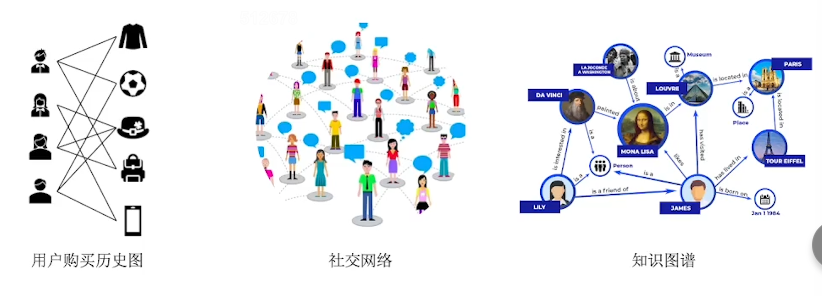 Museum
PARIS
LA JOCONDE
A WASHINGTON
is a
is located in
LOUVRE
DA VINCI
is about
painted
is in
is a
Place
is located in
MONA LISA
is interested in
is a
has visited
TOUR EIFFEL
Person
likes
has lived in
is a
is a
LILY
is a friend of
JAMES
is born on
Jan 1 1984
用户购买历史图
社交网络
知识图谱